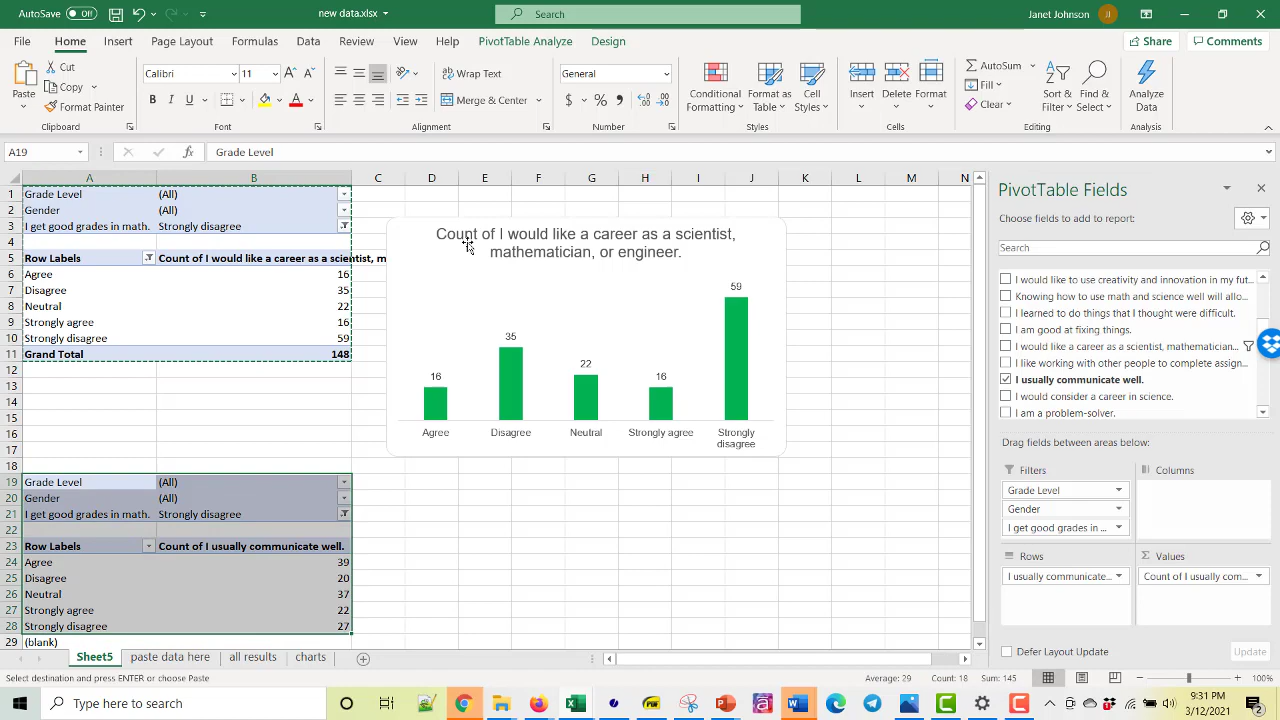 AutoSave Off new data.xlsx Search Janet Johnson JJ
File Home Insert Page Layout Formulas Data Review View Help PivotTable Analyze Design Share Comments
Paste Cut Copy Format Painter Clipboard
Calibri 11 B I U A Font
Wrap Text Merge & Center Alignment
General $ % Number
Conditional Formatting Format as Table Cell Styles Styles
Insert Delete Format Cells
AutoSum Fill Clear Sort & Filter Find & Select Editing
Analyze Data Analysis
A19 fx Grade Level
A B C D E F G H I J K L M N
1 Grade Level (All)
2 Gender (All)
3 I get good grades in math. Strongly disagree
4
5 Row Labels Count of I would like a career as a scientist, m
6 Agree 16
7 Disagree 35
8 Neutral 22
9 Strongly agree 16
10 Strongly disagree 59
11 Grand Total 148
12
13
14
15
16
17
18
19 Grade Level (All)
20 Gender (All)
21 I get good grades in math. Strongly disagree
22
23 Row Labels Count of I usually communicate well.
24 Agree 39
25 Disagree 20
26 Neutral 37
27 Strongly agree 22
28 Strongly disagree 27
29 (blank)
Count of I would like a career as a scientist,
mathematician, or engineer.
16 35 22 16 59
Agree Disagree Neutral Strongly agree Strongly
disagree
PivotTable Fields
Choose fields to add to report:
Search
I would like to use creativity and innovation in my fut...
Knowing how to use math and science well will allo...
I learned to do things that I thought were difficult.
I am good at fixing things.
I would like a career as a scientist, mathematician...
I like working with other people to complete assign...
I usually communicate well.
I would consider a career in science.
I am a problem-solver.
Drag fields between areas below:
Filters Columns
Grade Level
Gender
I get good grades in ...
Rows Σ Values
I usually communicate... Count of I usually com...
Defer Layout Update Update
Sheet5 paste data here all results charts
Select destination and press ENTER or choose Paste Average: 29 Count: 18 Sum: 145 100%
Type here to search 9:31 PM
3/12/2021 2